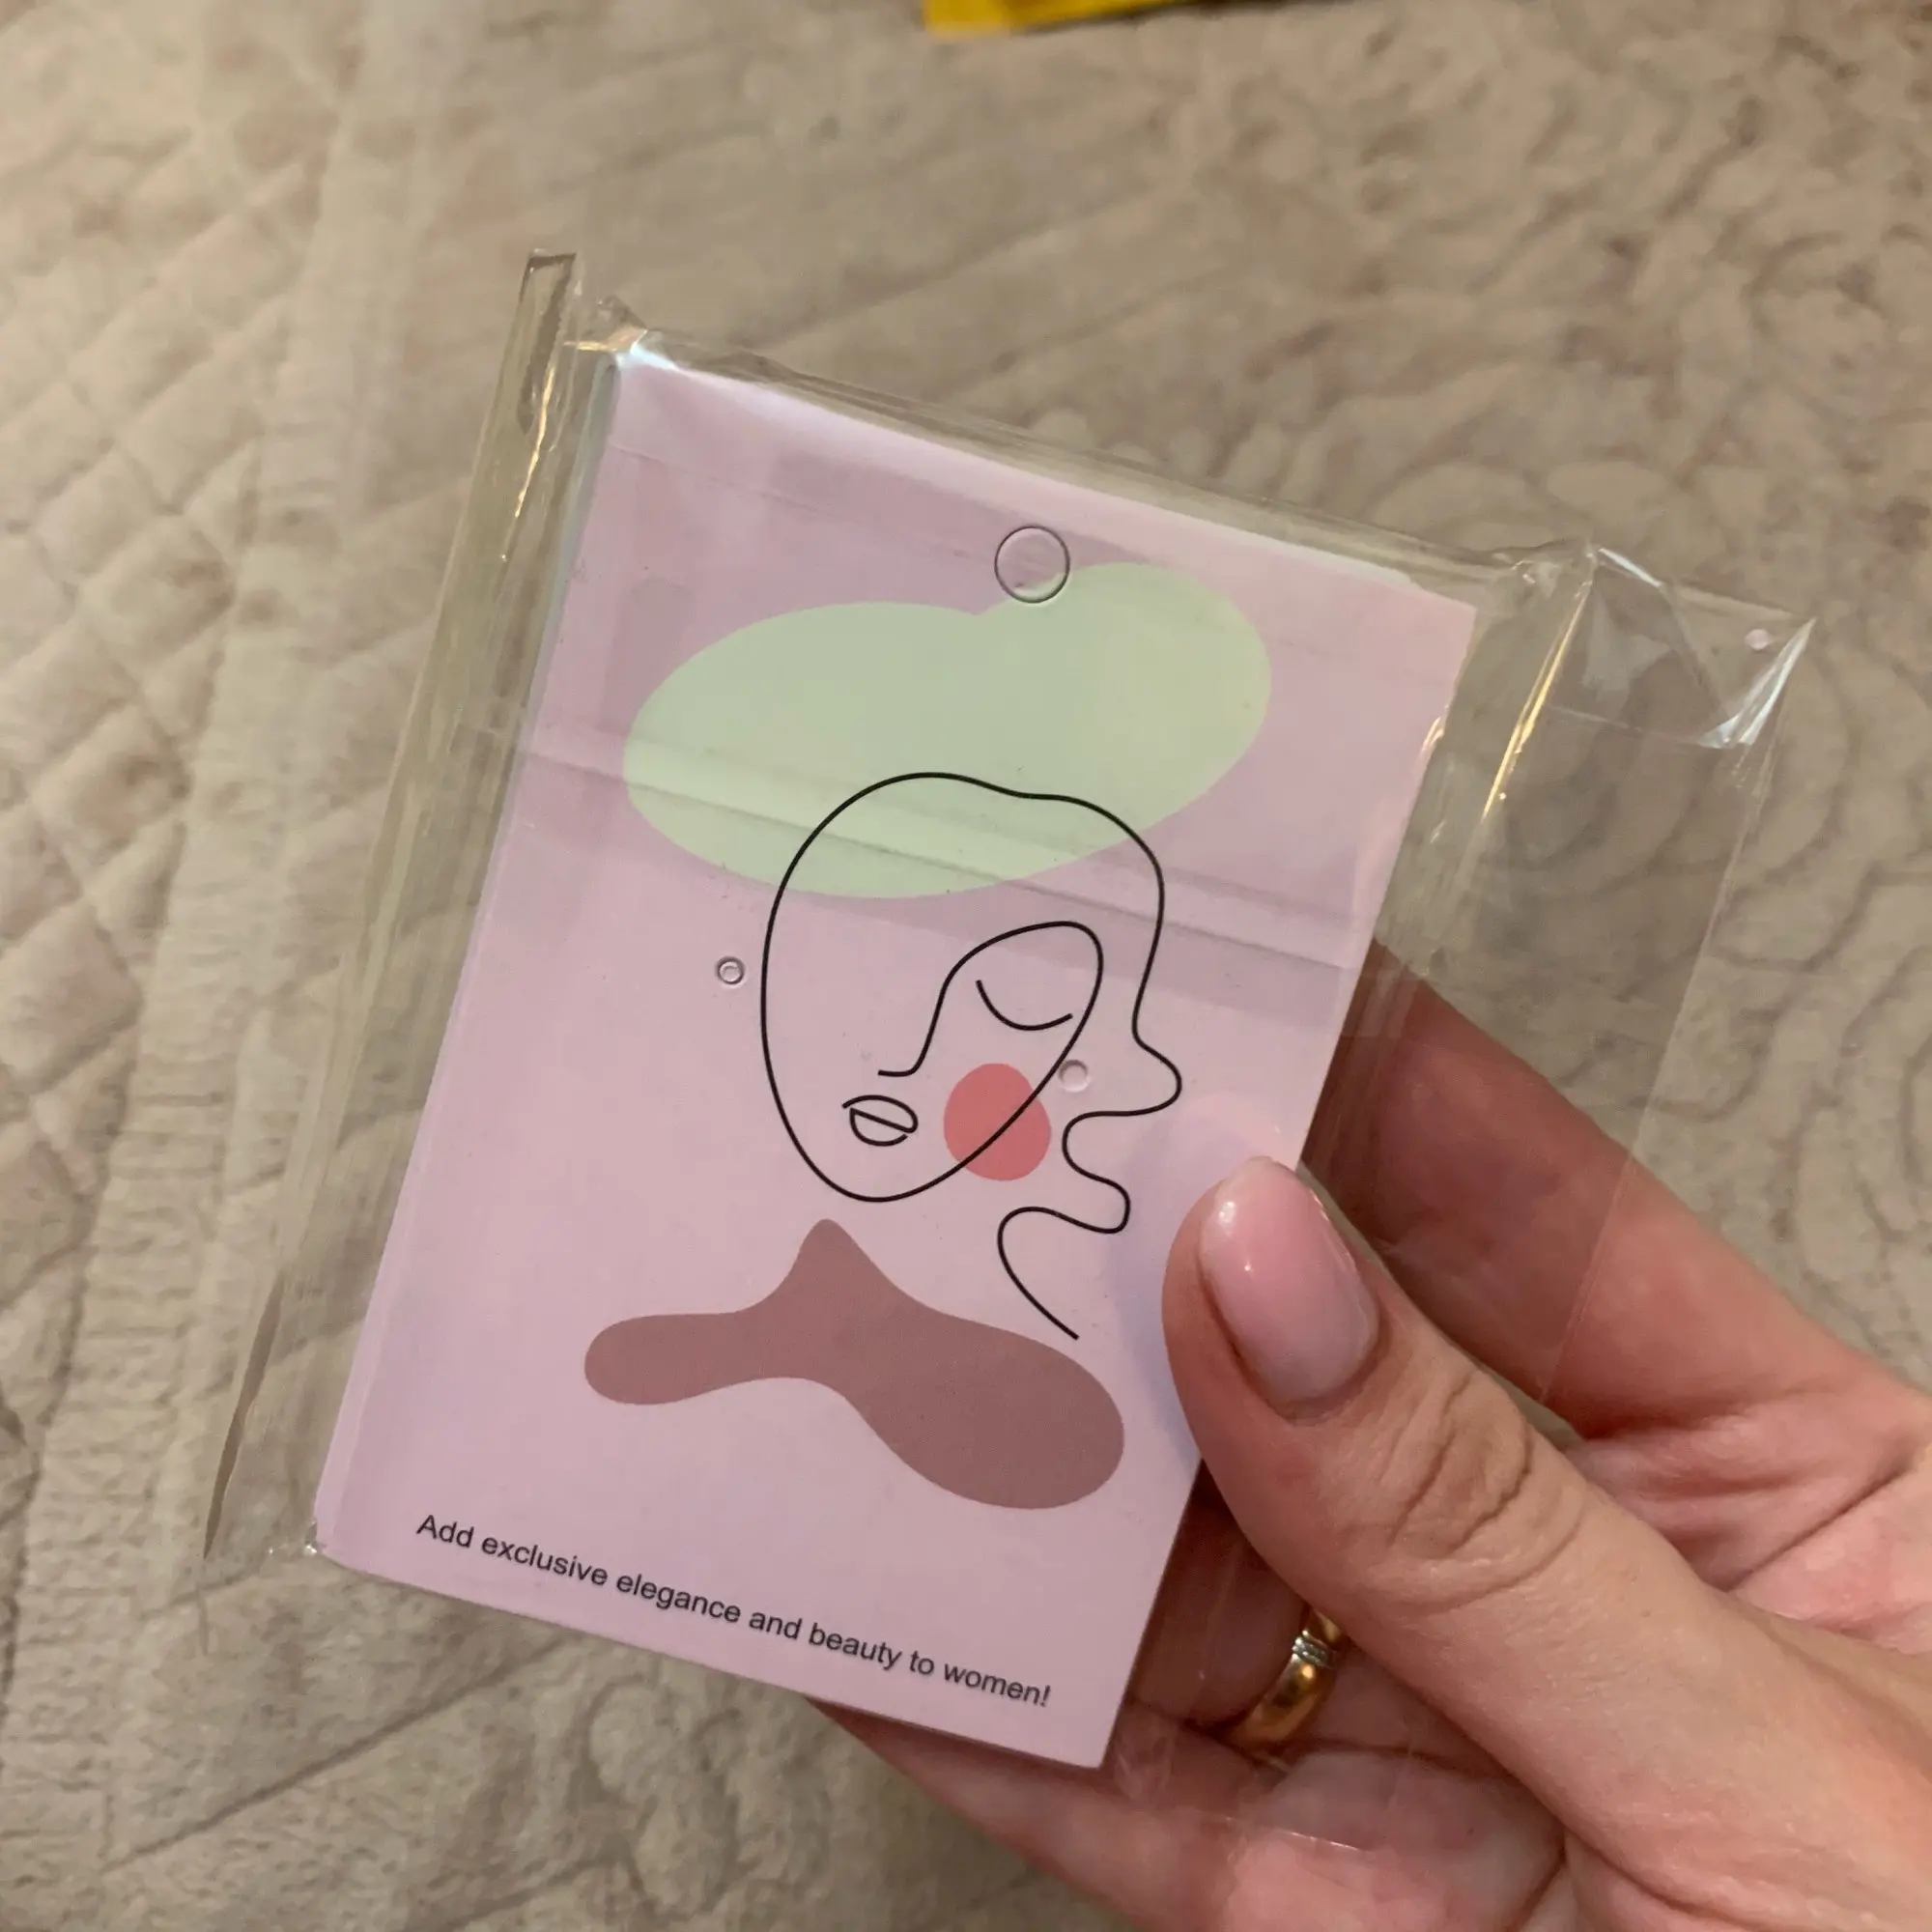 Add exclusive elegance and beauty to women!